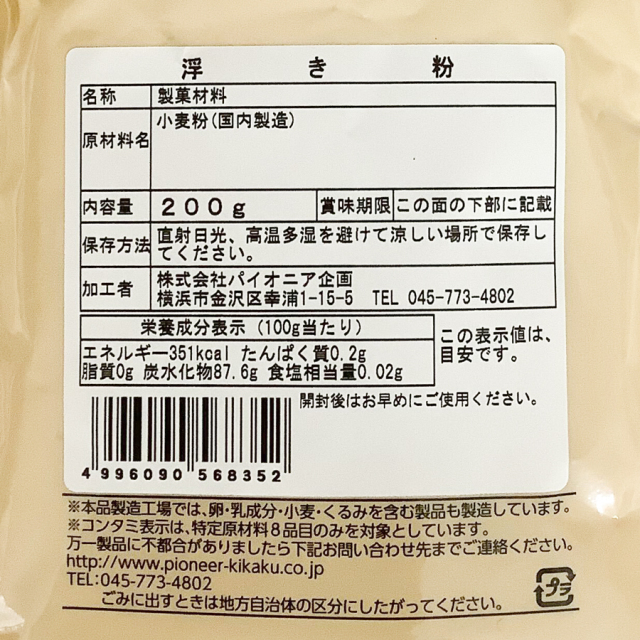 浮き粉
名称 製菓材料
原材料名 小麦粉(国内製造)
内容量 200g 賞味期限 この面の下部に記載
保存方法 直射日光、高温多湿を避けて涼しい場所で保存し
てください。
加工者 株式会社パイオニア企画
横浜市金沢区幸浦1-15-5 TEL 045-773-4802
栄養成分表示(100g当たり)
エネルギー351kcal たんぱく質0.2g
脂質0g 炭水化物87.6g 食塩相当量0.02g
この表示値は、
目安です。
開封後はお早めにご使用ください。
4996090 568352
※本品製造工場では、卵・乳成分・小麦・くるみを含む製品も製造しています。
※コンタミ表示は、特定原材料8品目のみを対象としています。
万一製品に不都合がありましたら下記お問い合わせ先までご連絡ください。
http://www.pioneer-kikaku.co.jp
TEL:045-773-4802
ごみに出すときは地方自治体の区分にしたがってください。
プラ